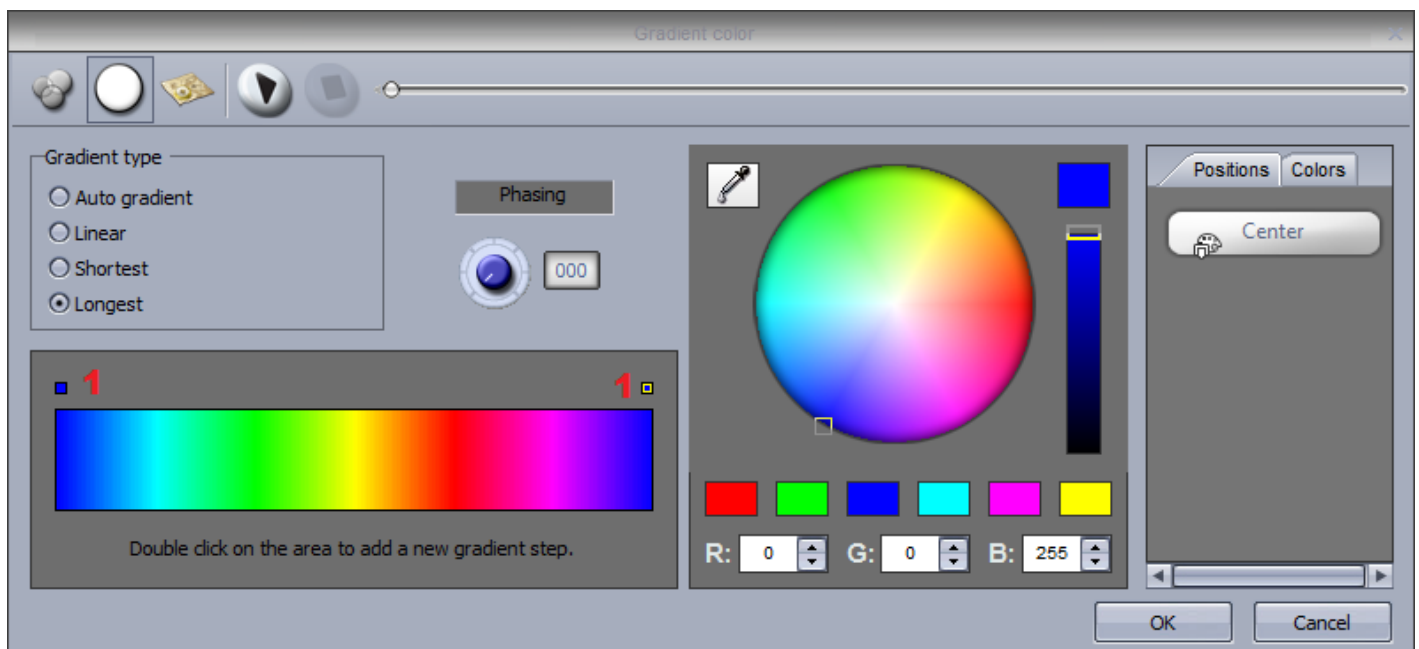 Gradient color
Gradient type
Auto gradient
Linear
Shortest
Longest
Phasing
000
1 1
Double click on the area to add a new gradient step.
R: 0 G: 0 B: 255
Positions Colors
Center
OK Cancel